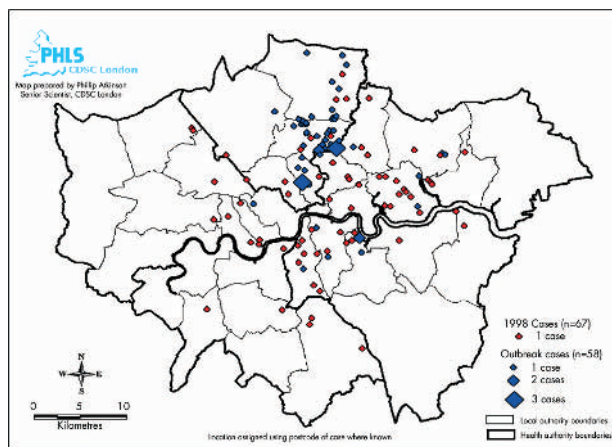 PHLS
CDSC London
Map prepared by Phillip Atkinson
Senior Scientist, CDSC London
1998 Cases (n=67)
1 case
Outbreak cases (n=58)
1 case
2 cases
3 cases
Local authority boundaries
Health authority boundaries
N
W E
S
0 5 10
Kilometres
Location assigned using postcode of case where known